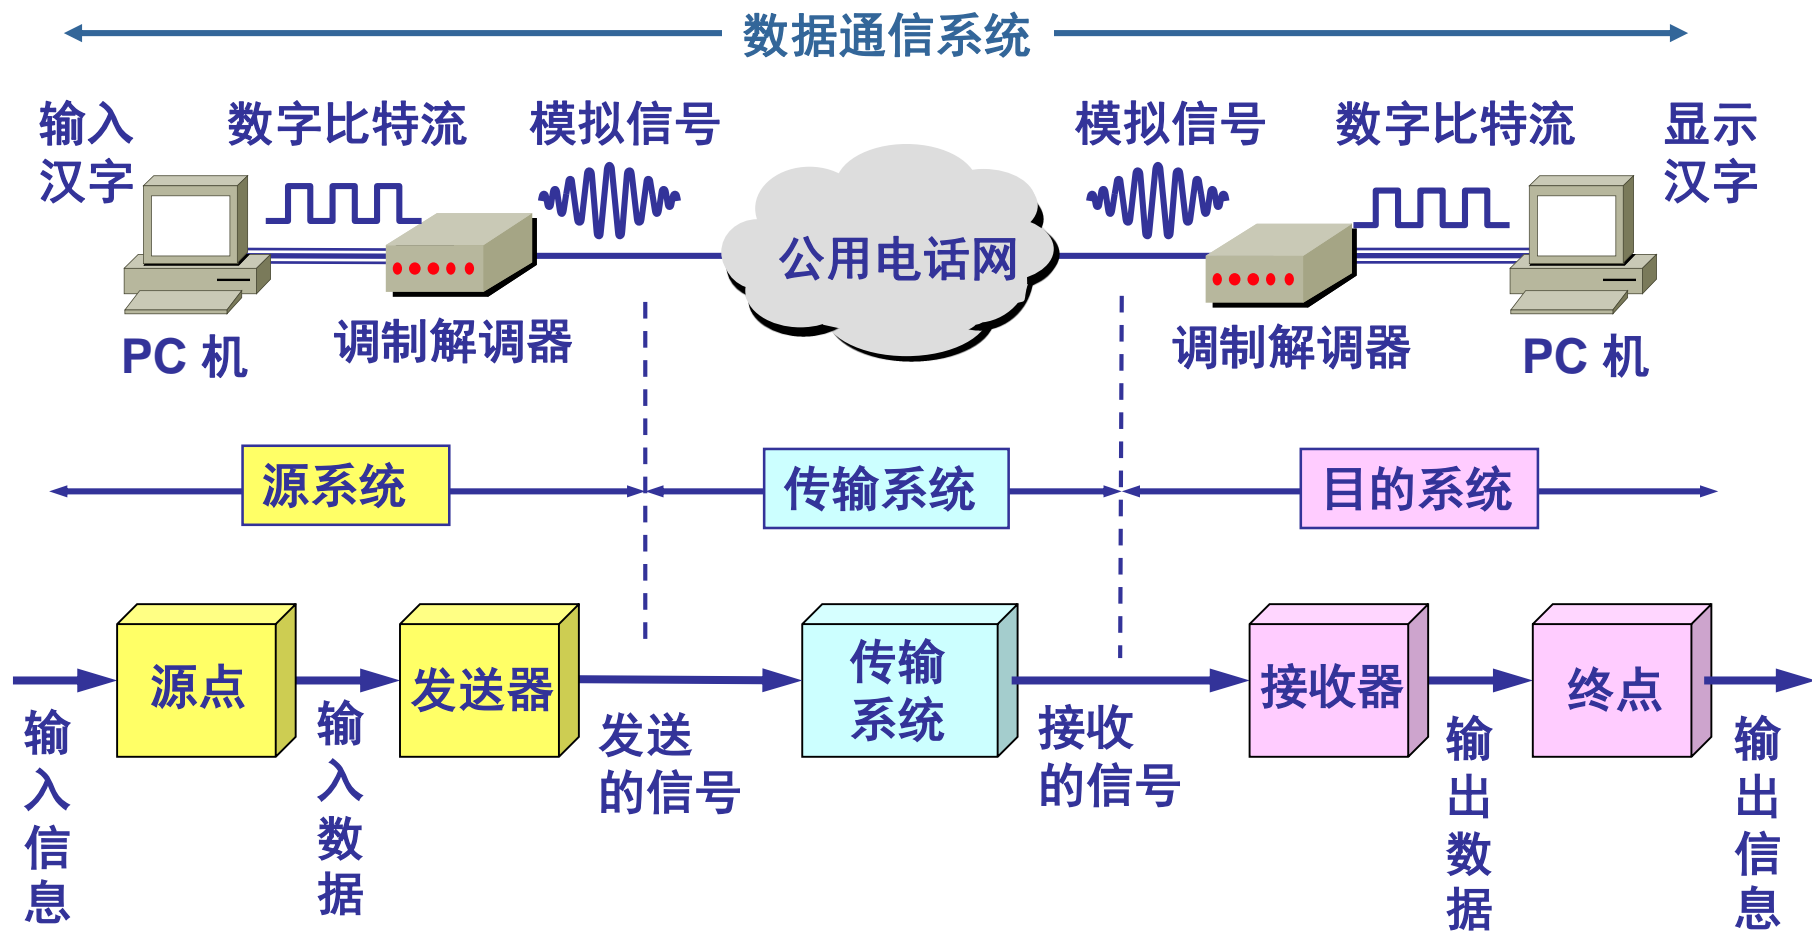 数据通信系统
输入
汉字
数字比特流
模拟信号
模拟信号
数字比特流
显示
汉字
公用电话网
PC 机
调制解调器
调制解调器
PC 机
源系统
传输系统
目的系统
源点
发送器
传输
系统
接收器
终点
输入信息
输入数据
发送
的信号
接收
的信号
输出数据
输出信息